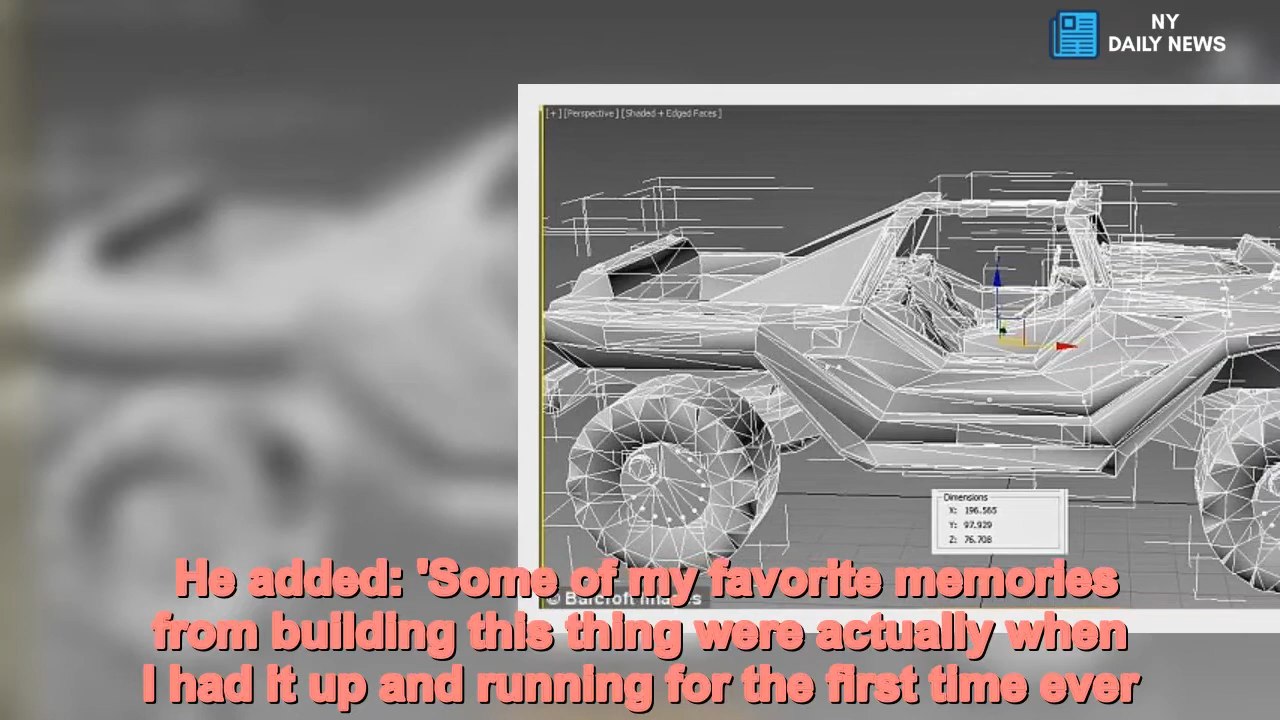 NY
DAILY NEWS
[ + ] [Perspective ] [Shaded + Edged Faces ]
Dimensions
X: 196.565
Y: 97.929
Z: 76.708
© Barcroft Images
He added: 'Some of my favorite memories
from building this thing were actually when
I had it up and running for the first time ever